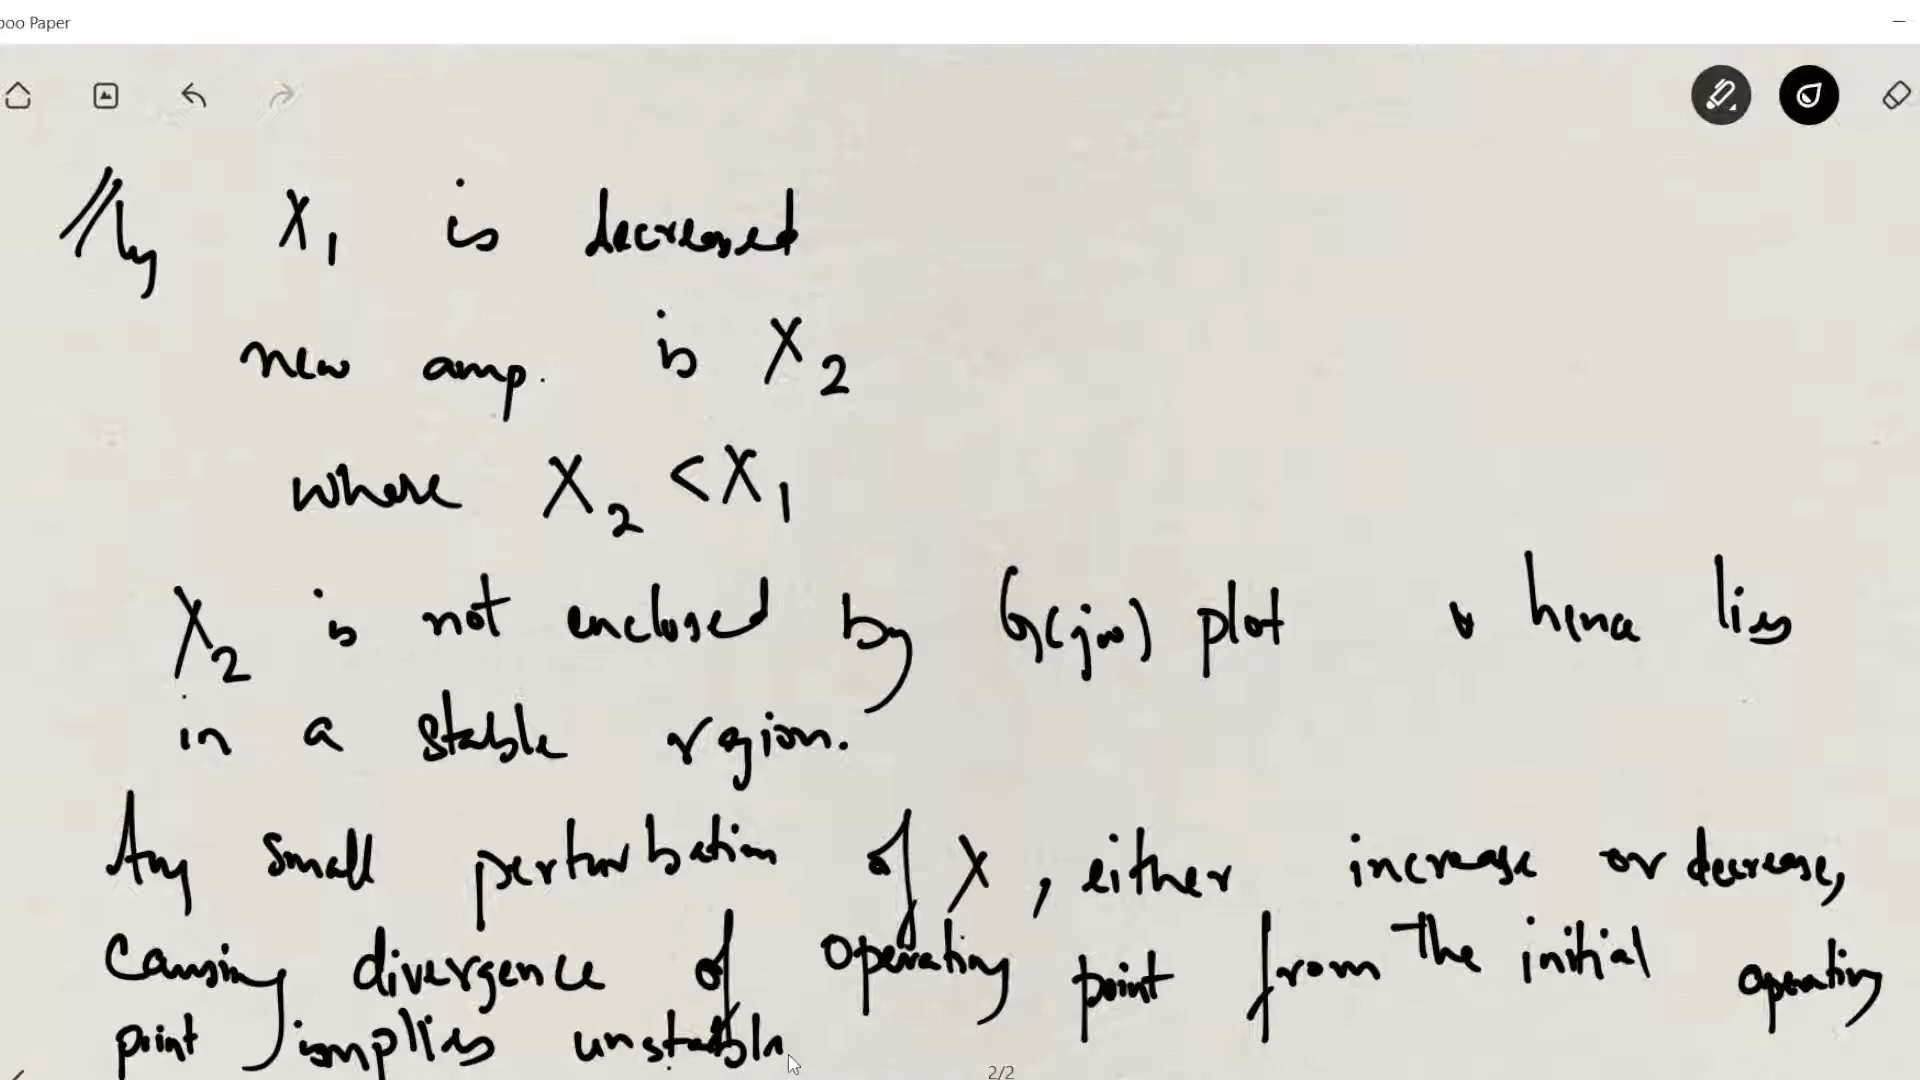 boo Paper
//ly X1 is decreased
new amp. is X2
where X2 < X1
X2 is not enclosed by G(jω) plot & hence lies
in a stable region.
Any small perturbation of X, either increase or decrease,
causing divergence of operating point from the initial operating
point implies unstable
2/2